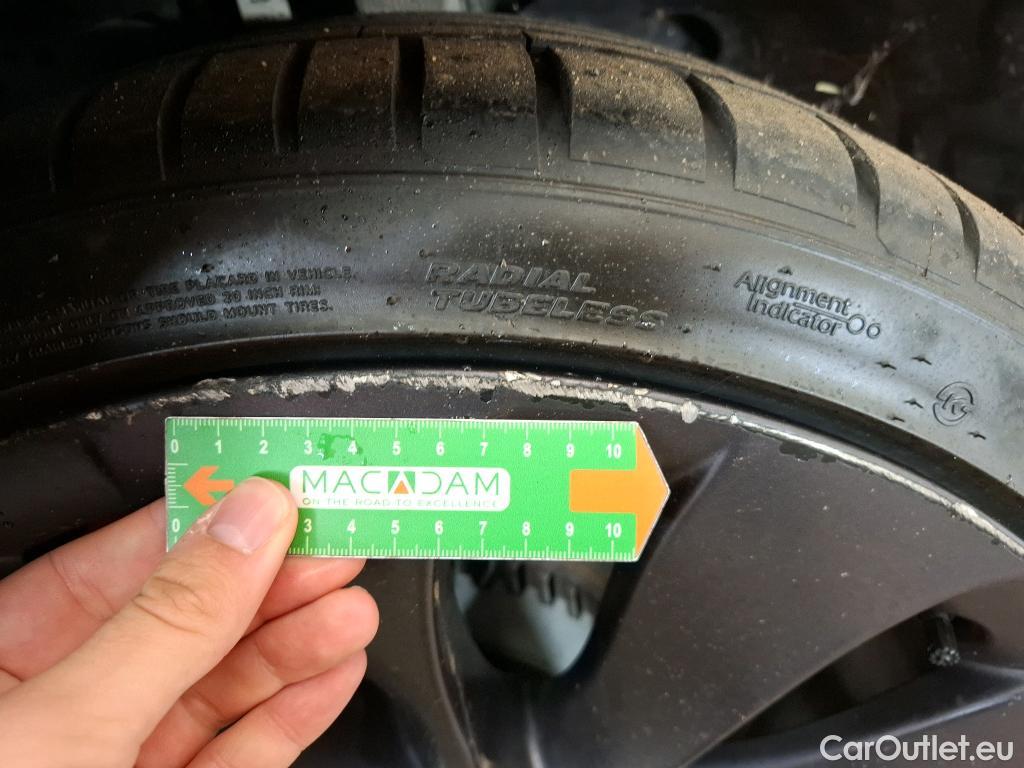 TIRE PLAKARD IN VEHICLE.
APPROVED 20 INCH RIM!
SHOULD MOUNT TIRES.
RADIAL
TUBELESS
Alignment
Indicator
0 1 2 3 4 5 6 7 8 9 10
MACADAM
ON THE ROAD TO EXCELLENCE
0 3 4 5 6 7 8 9 10
CarOutlet.eu